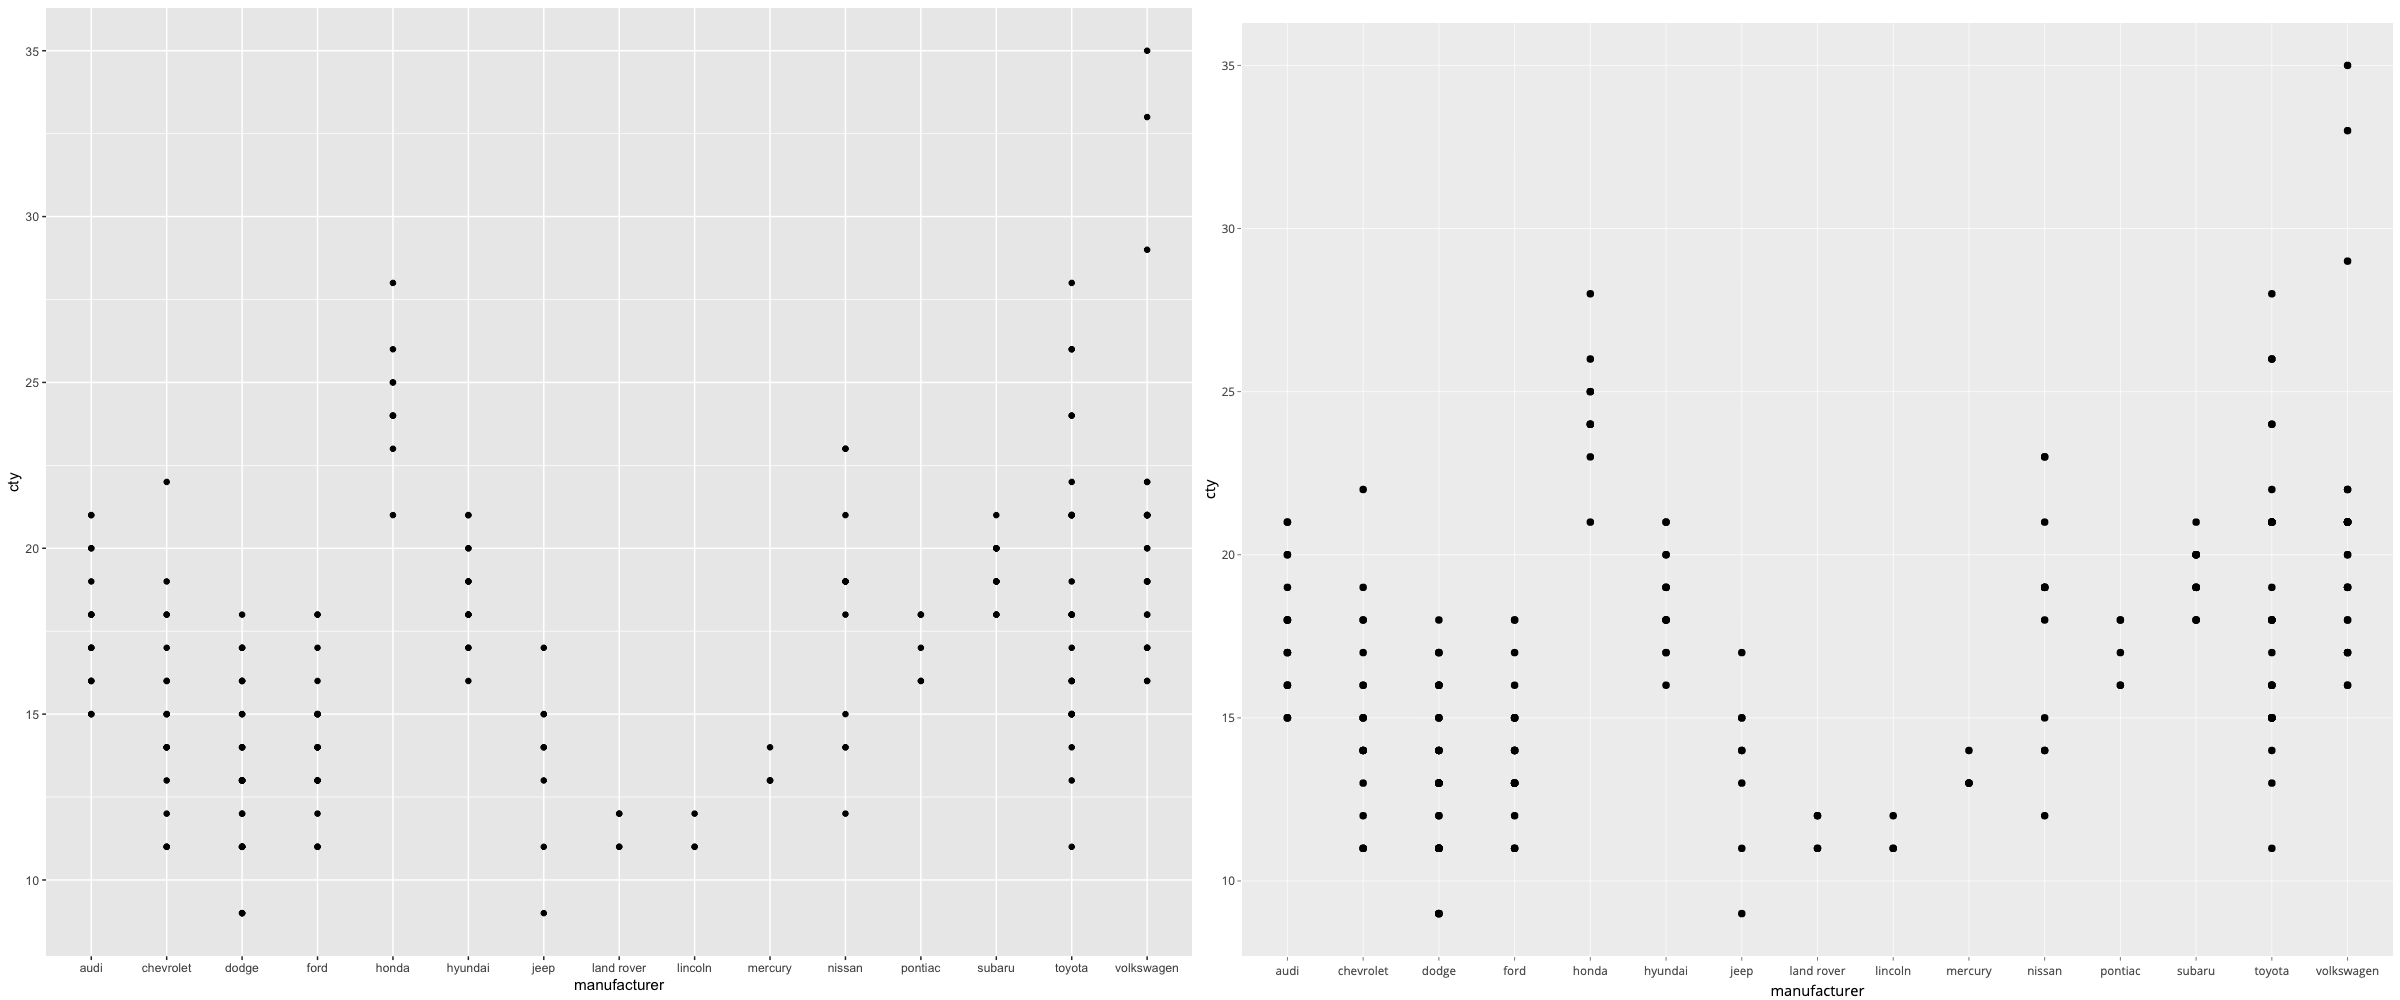 35
30
25
20
15
10
cty
audi chevrolet dodge ford honda hyundai jeep land rover lincoln mercury nissan pontiac subaru toyota volkswagen
manufacturer
35
30
25
20
15
10
cty
audi chevrolet dodge ford honda hyundai jeep land rover lincoln mercury nissan pontiac subaru toyota volkswagen
manufacturer